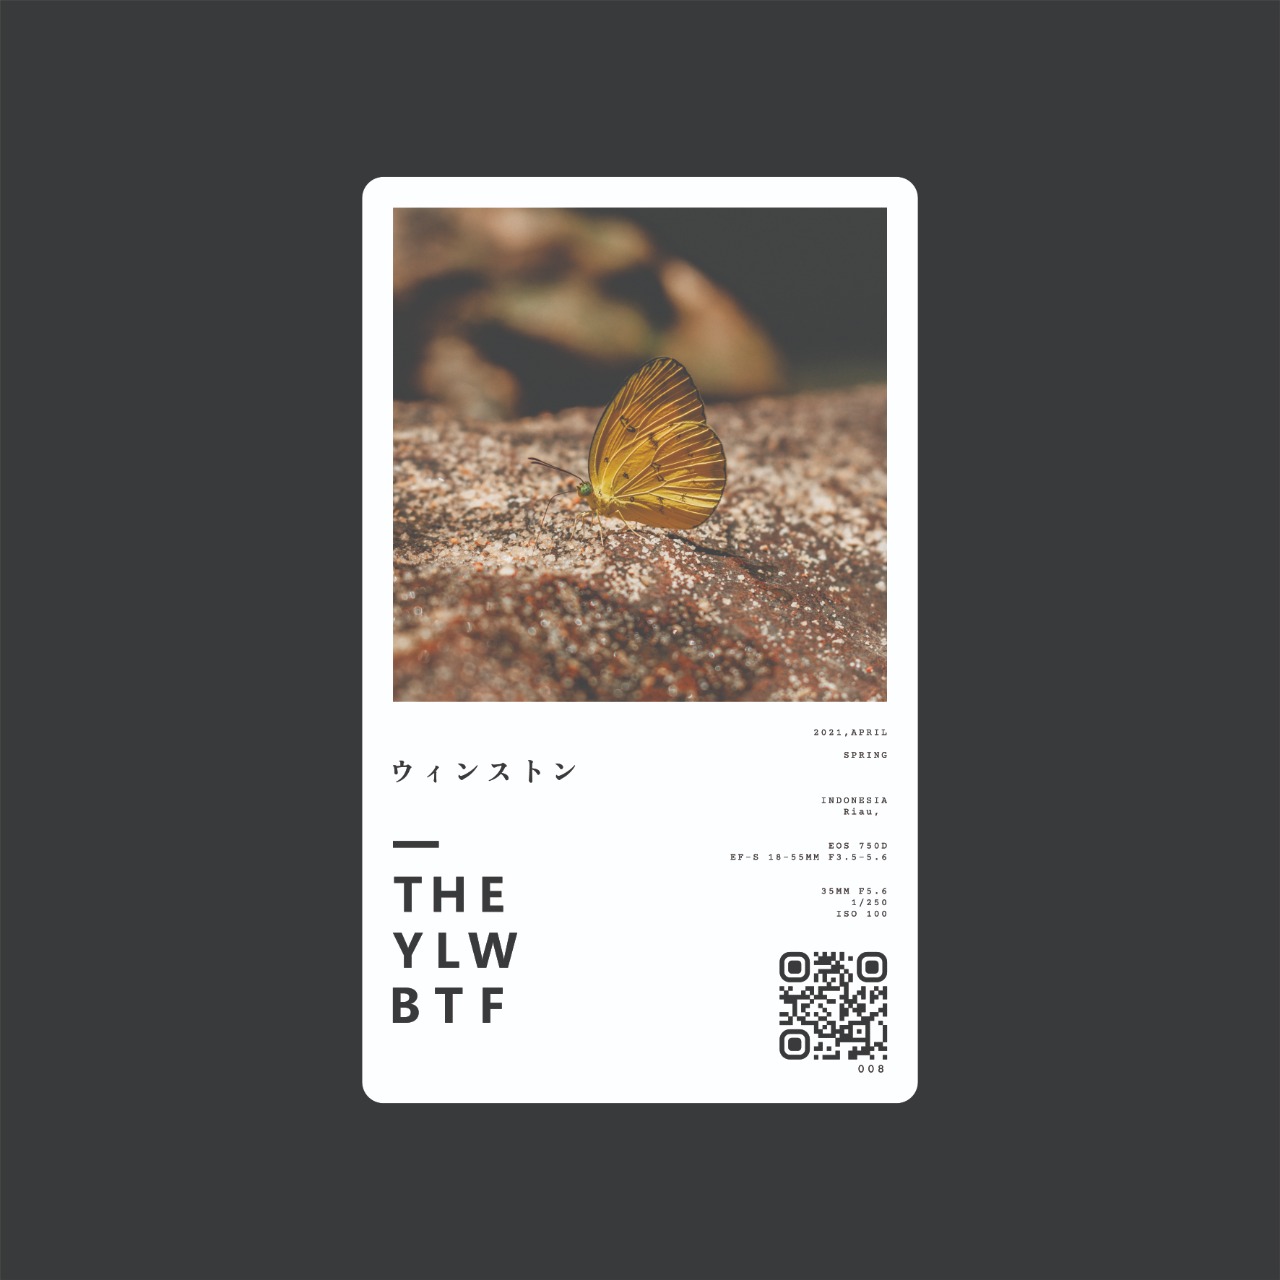 2021,APRIL
SPRING
ウィンストン
INDONESIA
Riau,
EOS 750D
EF-S 18-55MM F3.5-5.6
THE
YLW
BTF
35MM F5.6
1/250
ISO 100
008